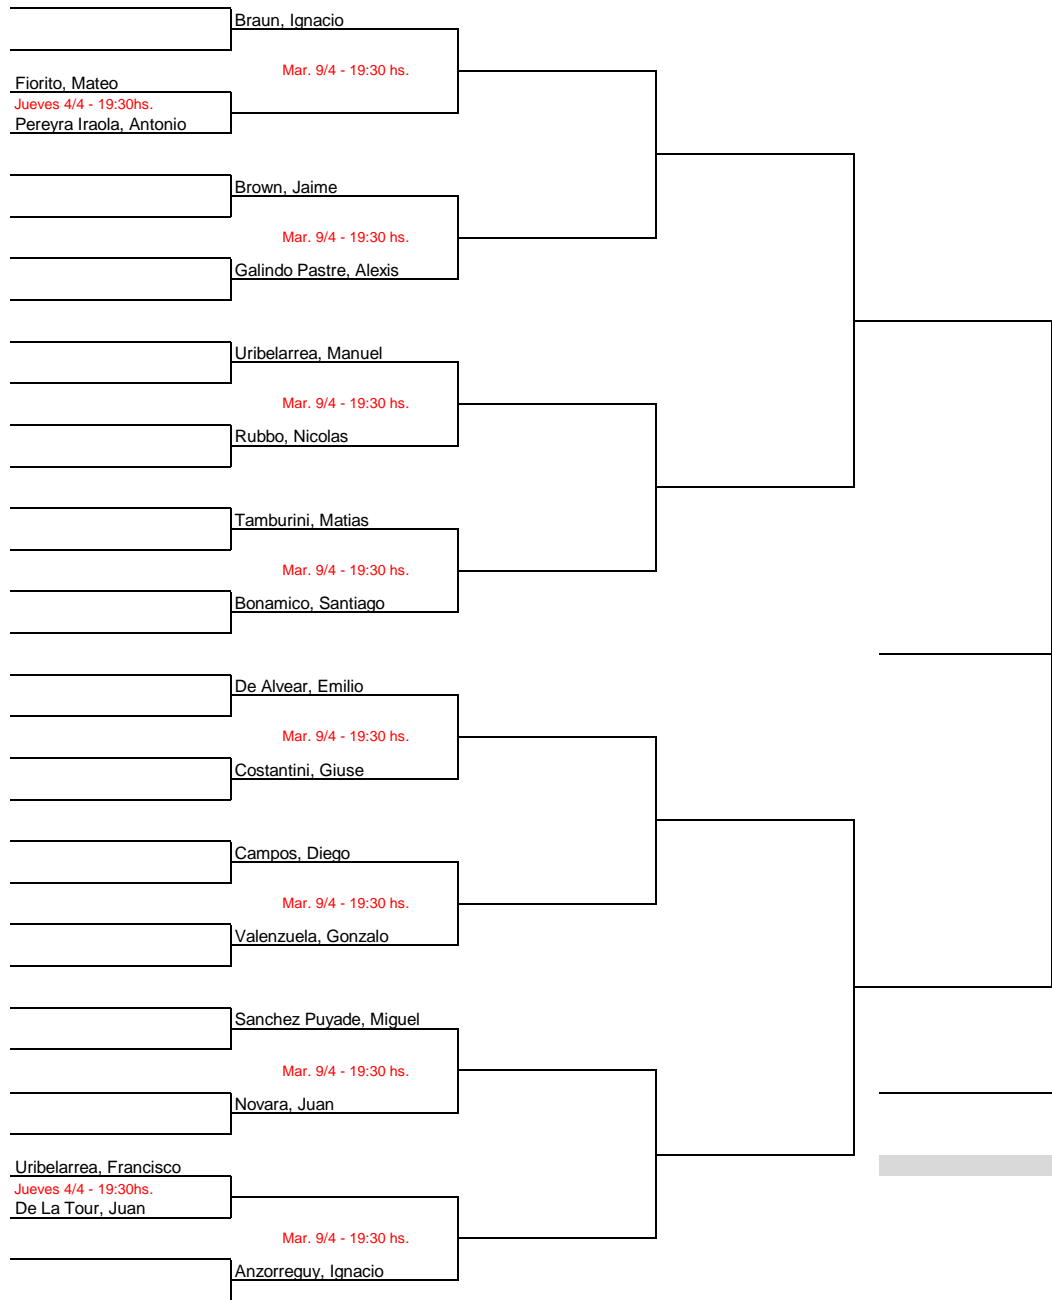 Braun, Ignacio
Mar. 9/4 - 19:30 hs.
Fiorito, Mateo
Jueves 4/4 - 19:30hs.
Pereyra Iraola, Antonio
Brown, Jaime
Mar. 9/4 - 19:30 hs.
Galindo Pastre, Alexis
Uribelarrea, Manuel
Mar. 9/4 - 19:30 hs.
Rubbo, Nicolas
Tamburini, Matias
Mar. 9/4 - 19:30 hs.
Bonamico, Santiago
De Alvear, Emilio
Mar. 9/4 - 19:30 hs.
Costantini, Giuse
Campos, Diego
Mar. 9/4 - 19:30 hs.
Valenzuela, Gonzalo
Sanchez Puyade, Miguel
Mar. 9/4 - 19:30 hs.
Novara, Juan
Uribelarrea, Francisco
Jueves 4/4 - 19:30hs.
De La Tour, Juan
Mar. 9/4 - 19:30 hs.
Anzorreguy, Ignacio